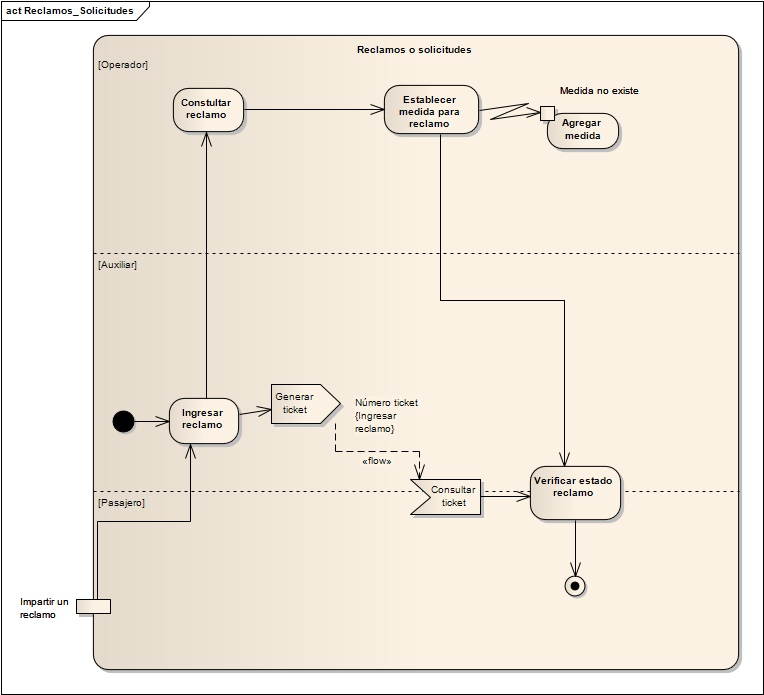 act Reclamos_Solicitudes
Reclamos o solicitudes
[Operador]
Constultar
reclamo
Establecer
medida para
reclamo
Medida no existe
Agregar
medida
[Auxiliar]
Ingresar
reclamo
Generar
ticket
Número ticket
{Ingresar
reclamo}
«flow»
Consultar
ticket
Verificar estado
reclamo
[Pasajero]
Impartir un
reclamo